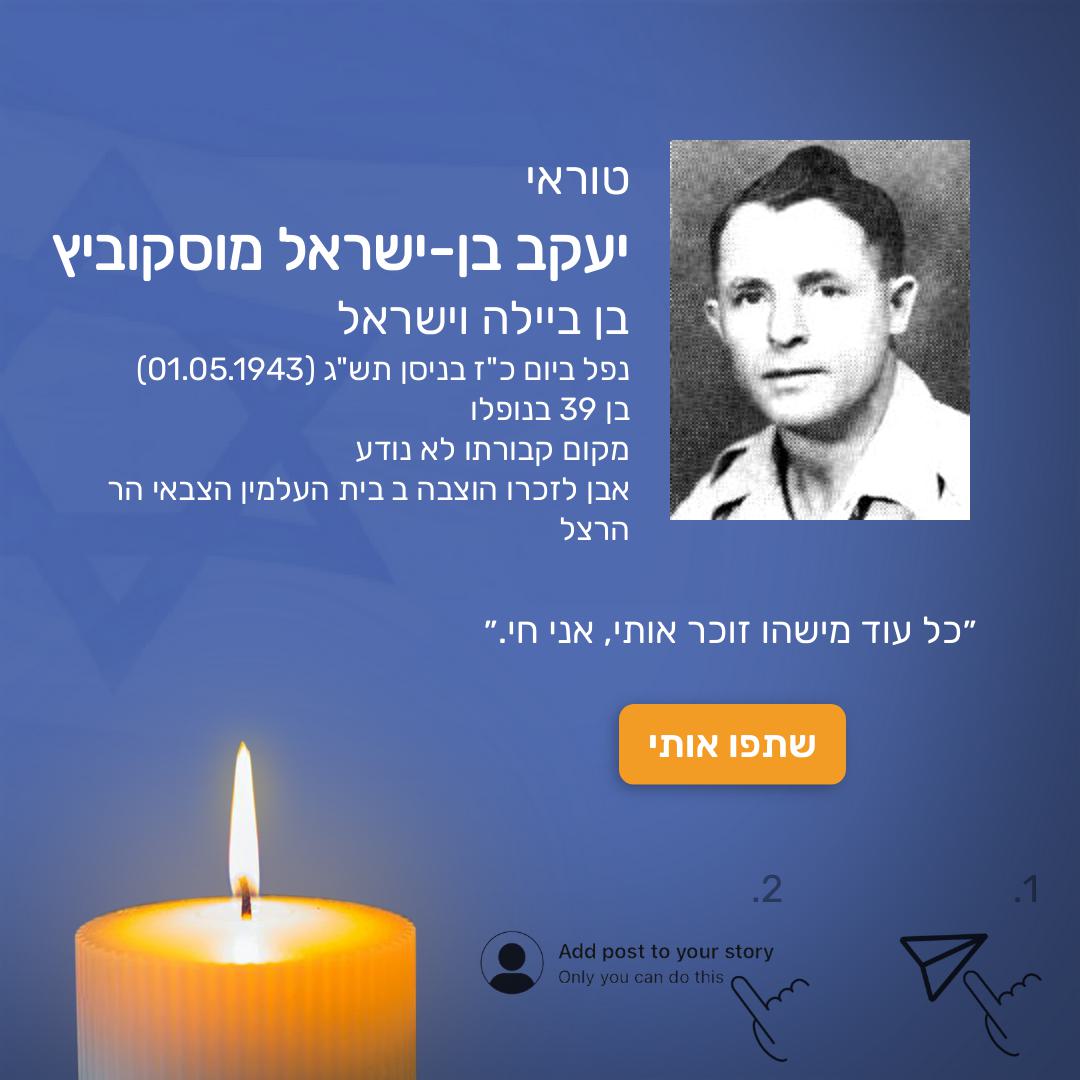 טוראי
יעקב בן-ישראל מוסקוביץ
בן ביילה וישראל
נפל ביום כ"ז בניסן תש"ג (01.05.1943)
בן 39 בנופלו
מקום קבורתו לא נודע
אבן לזכרו הוצבה ב בית העלמין הצבאי הר
הרצל
״כל עוד מישהו זוכר אותי, אני חי.״
שתפו אותי
1.
2.
Add post to your story
Only you can do this